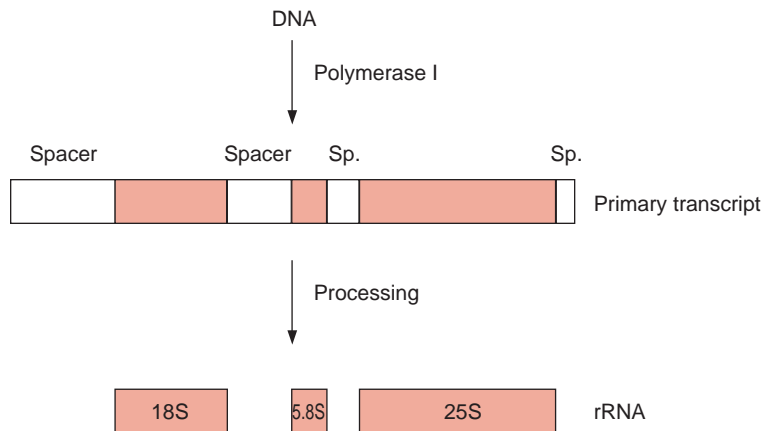 DNA
Polymerase I
Spacer Spacer Sp. Sp.
Primary transcript
Processing
18S 5.8S 25S rRNA